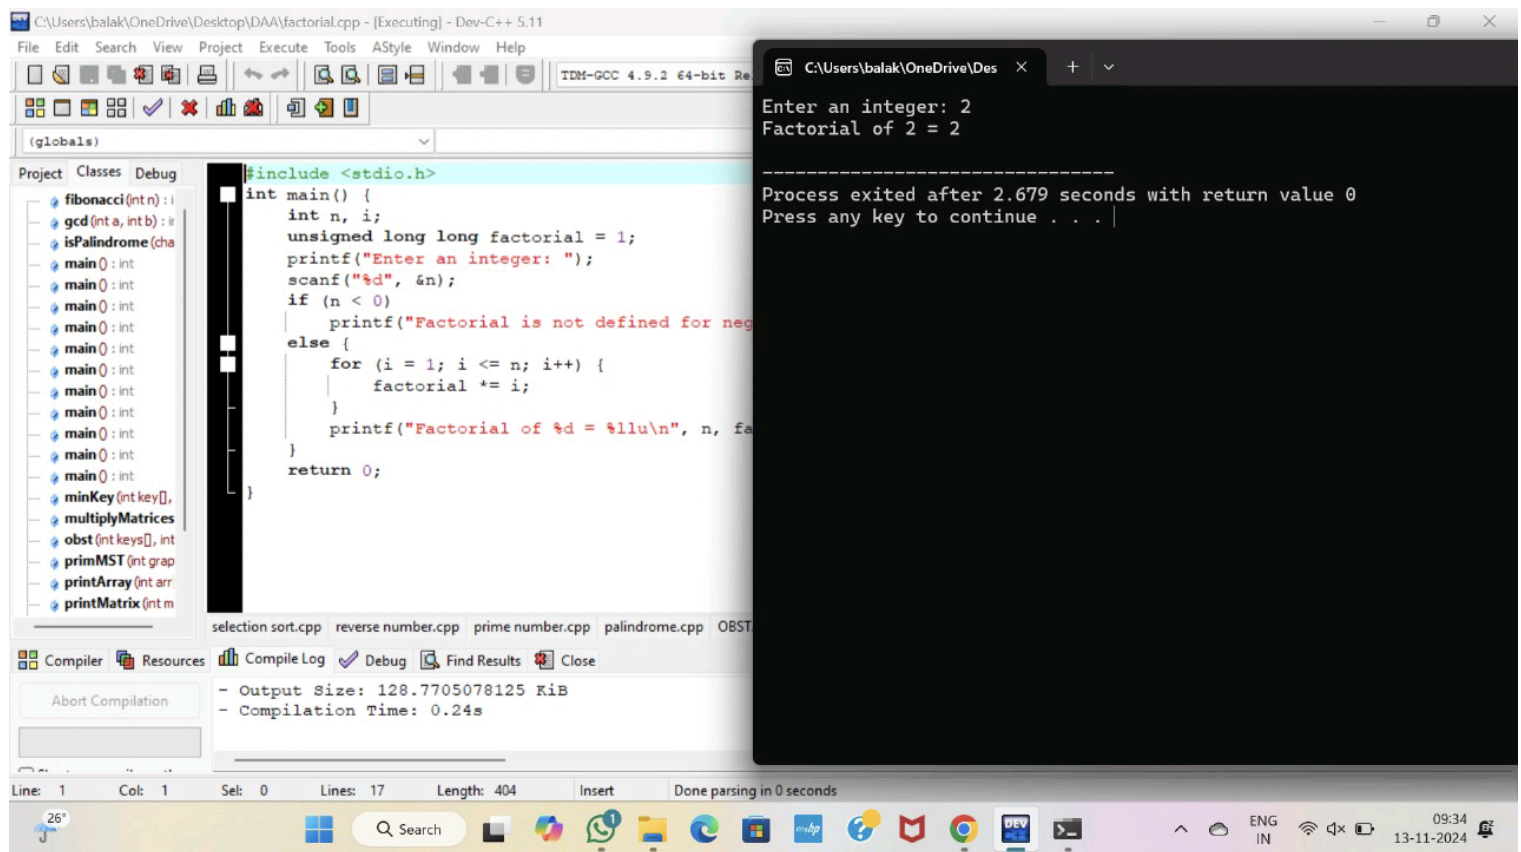 C:\Users\balak\OneDrive\Desktop\DAA\factorial.cpp - [Executing] - Dev-C++ 5.11
File Edit Search View Project Execute Tools AStyle Window Help
TDM-GCC 4.9.2 64-bit Re
(globals)
Project Classes Debug
fibonacci (int n) : i
gcd (int a, int b) : ir
isPalindrome (cha
main () : int
main () : int
main () : int
main () : int
main () : int
main () : int
main () : int
main () : int
main () : int
main () : int
main () : int
minKey (int key[],
multiplyMatrices
obst (int keys[], int
primMST (int grap
printArray (int arr
printMatrix (int m
#include <stdio.h>
int main() {
int n, i;
unsigned long long factorial = 1;
printf("Enter an integer: ");
scanf("%d", &n);
if (n < 0)
printf("Factorial is not defined for neg
else {
for (i = 1; i <= n; i++) {
factorial *= i;
}
printf("Factorial of %d = %llu\n", n, fa
}
return 0;
}
selection sort.cpp reverse number.cpp prime number.cpp palindrome.cpp OBST.
Compiler Resources Compile Log Debug Find Results Close
Abort Compilation
- Output Size: 128.7705078125 KiB
- Compilation Time: 0.24s
Line: 1 Col: 1 Sel: 0 Lines: 17 Length: 404 Insert Done parsing in 0 seconds
C:\Users\balak\OneDrive\Des
Enter an integer: 2
Factorial of 2 = 2
--------------------------------
Process exited after 2.679 seconds with return value 0
Press any key to continue . . .
26°
Search
1
myhp
DEV
ENG
IN
09:34
13-11-2024